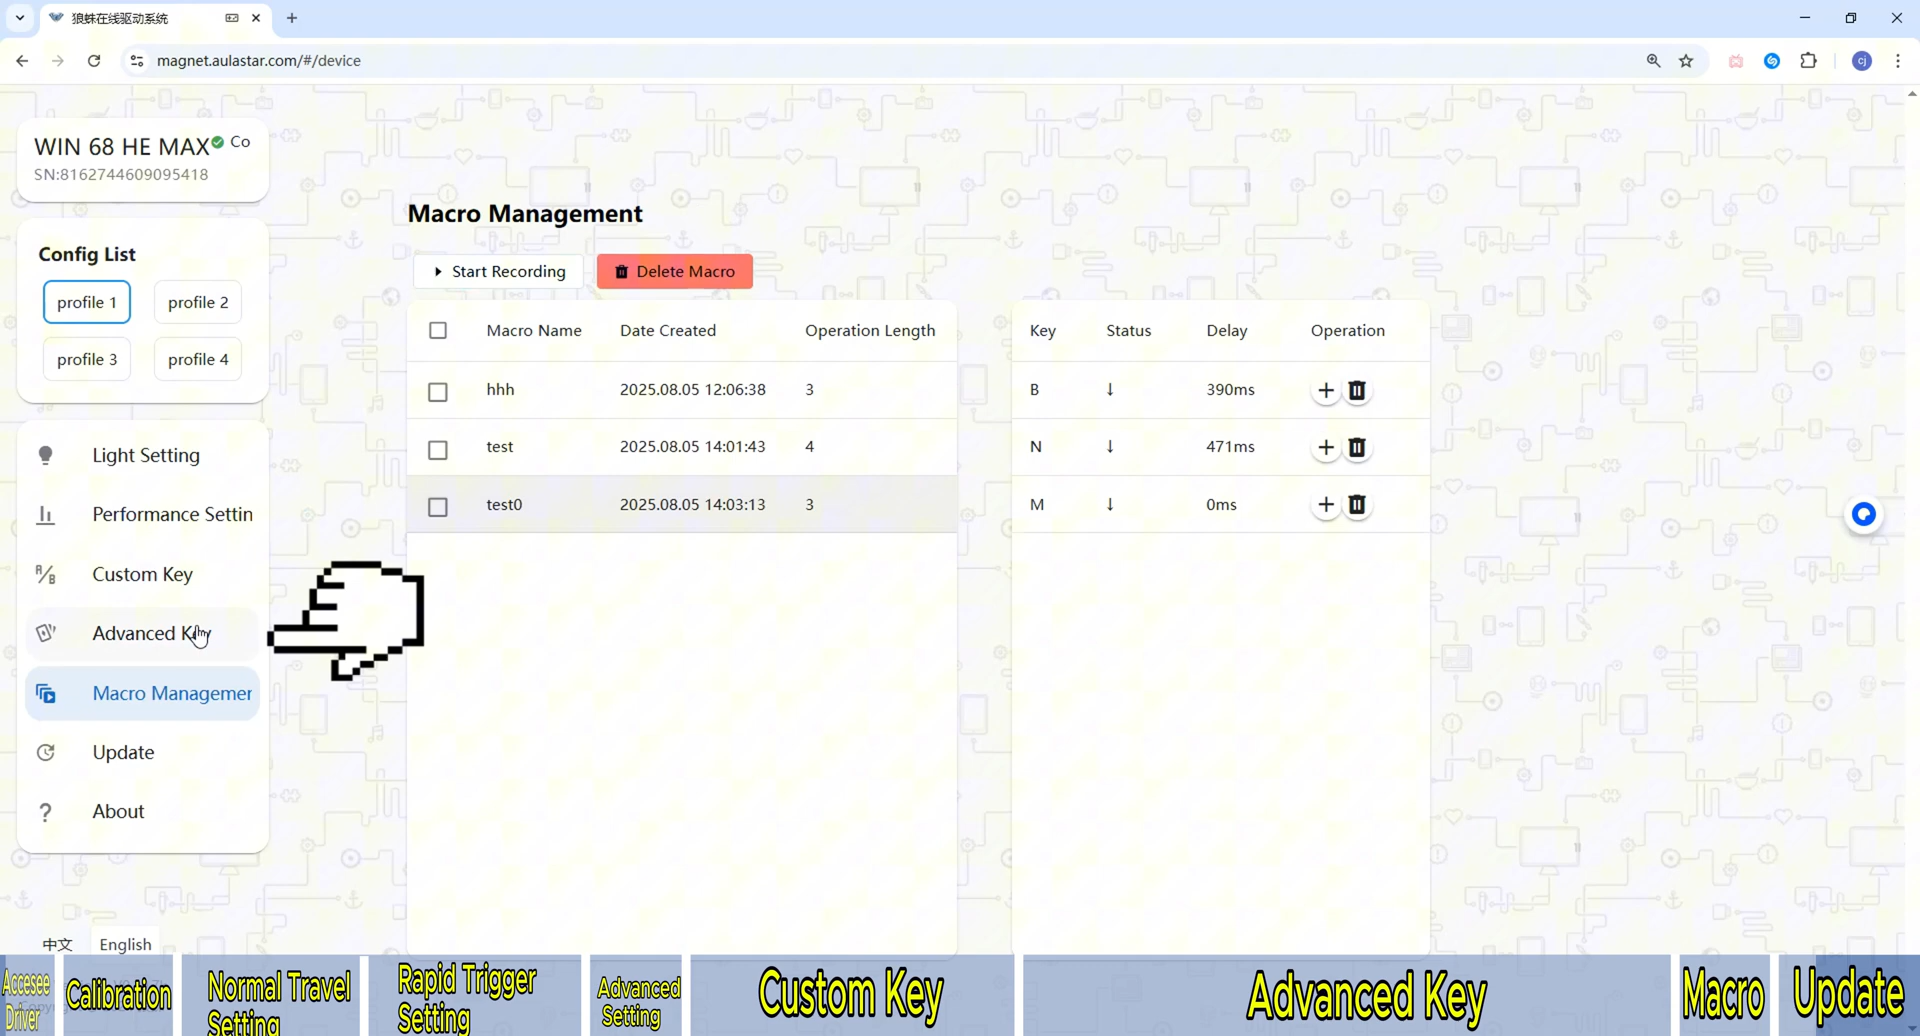 狼蛛在线驱动系统
magnet.aulastar.com/#/device
cj
WIN 68 HE MAX Co
SN:8162744609095418
Config List
profile 1
profile 2
profile 3
profile 4
Light Setting
Performance Settin
Custom Key
Advanced Key
Macro Managemer
Update
About
中文
English
Macro Management
Start Recording
Delete Macro
Macro Name Date Created Operation Length
hhh 2025.08.05 12:06:38 3
test 2025.08.05 14:01:43 4
test0 2025.08.05 14:03:13 3
Key Status Delay Operation
B ↓ 390ms
N ↓ 471ms
M ↓ 0ms
Accesee
Driver
Calibration
Normal Travel
Setting
Rapid Trigger
Setting
Advanced
Setting
Custom Key
Advanced Key
Macro
Update